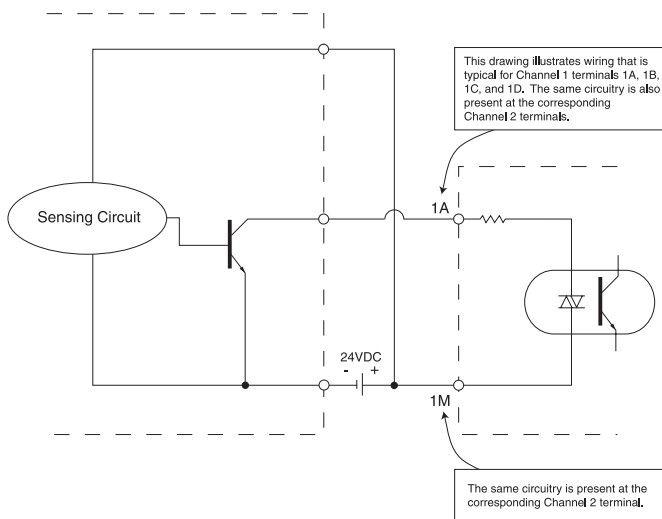 This drawing illustrates wiring that is
typical for Channel 1 terminals 1A, 1B,
1C, and 1D. The same circuitry is also
present at the corresponding
Channel 2 terminals.
1A
Sensing Circuit
24VDC
- +
1M
The same circuitry is present at the
corresponding Channel 2 terminal.